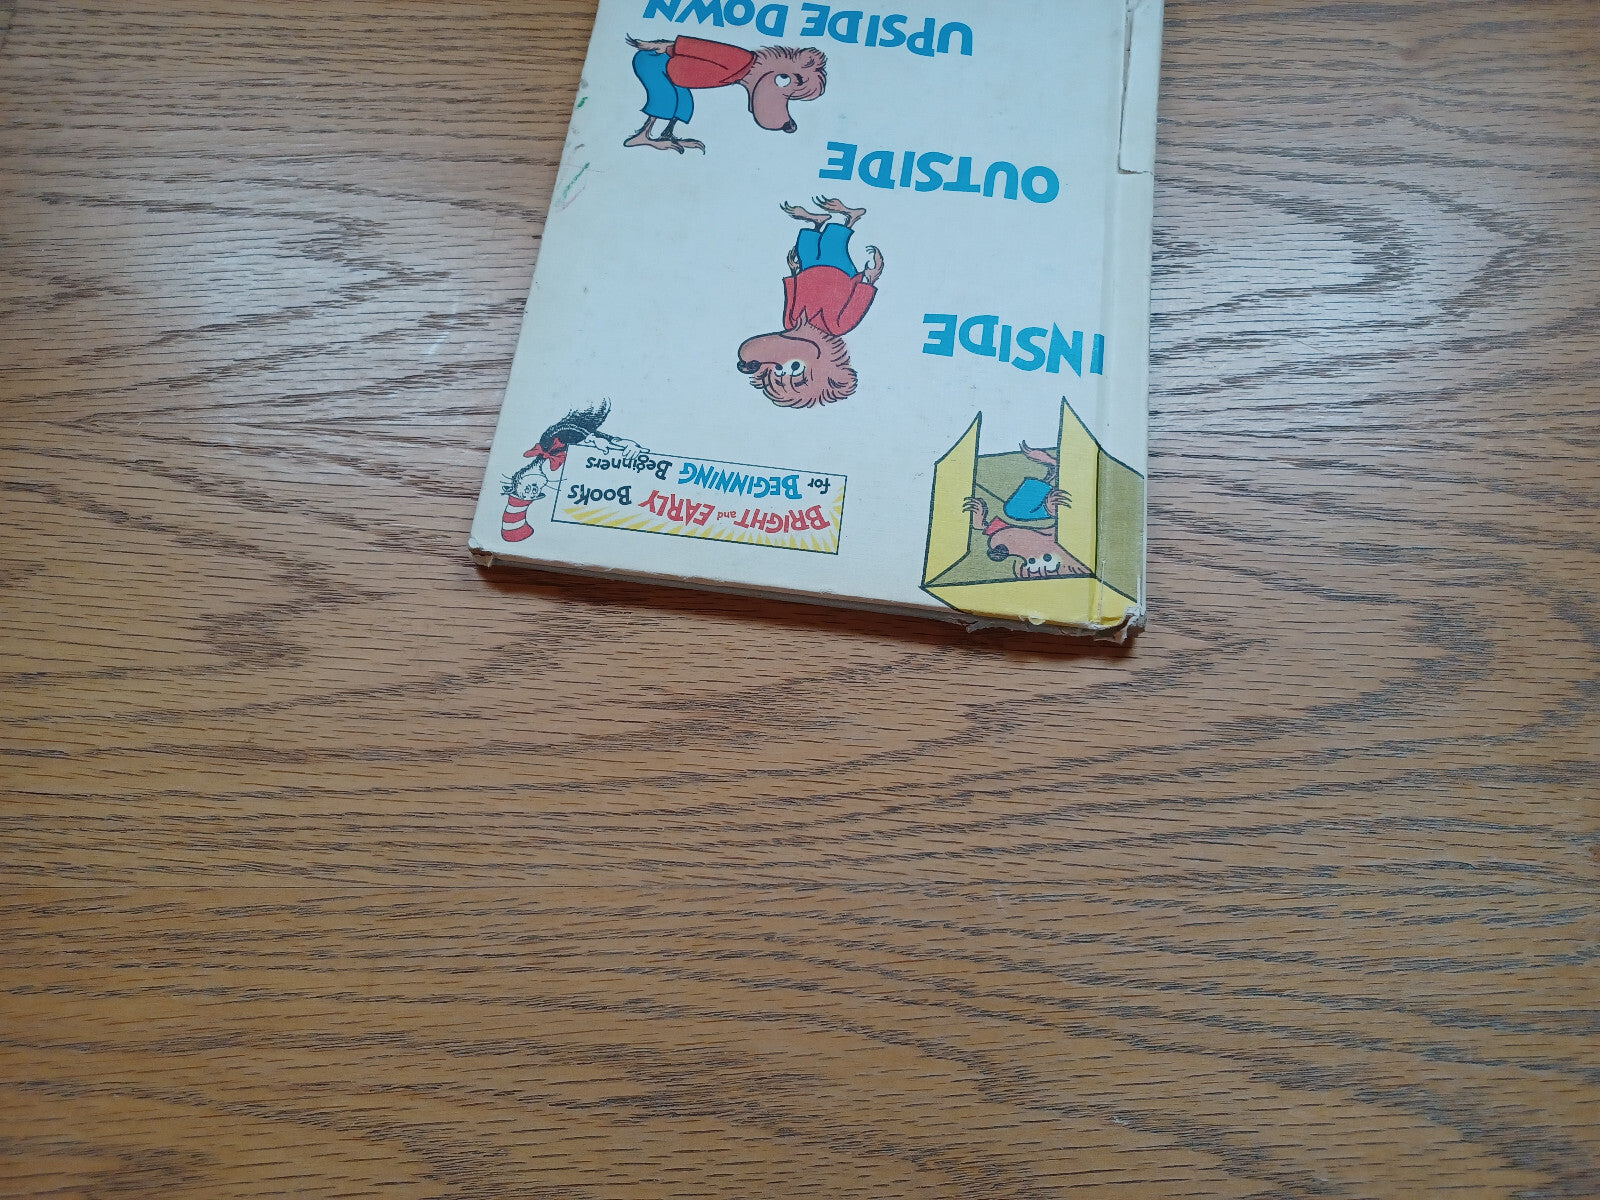 INSIDE
OUTSIDE
UPSIDE DOWN
BRIGHT and EARLY BOOKS
for BEGINNING Beginners